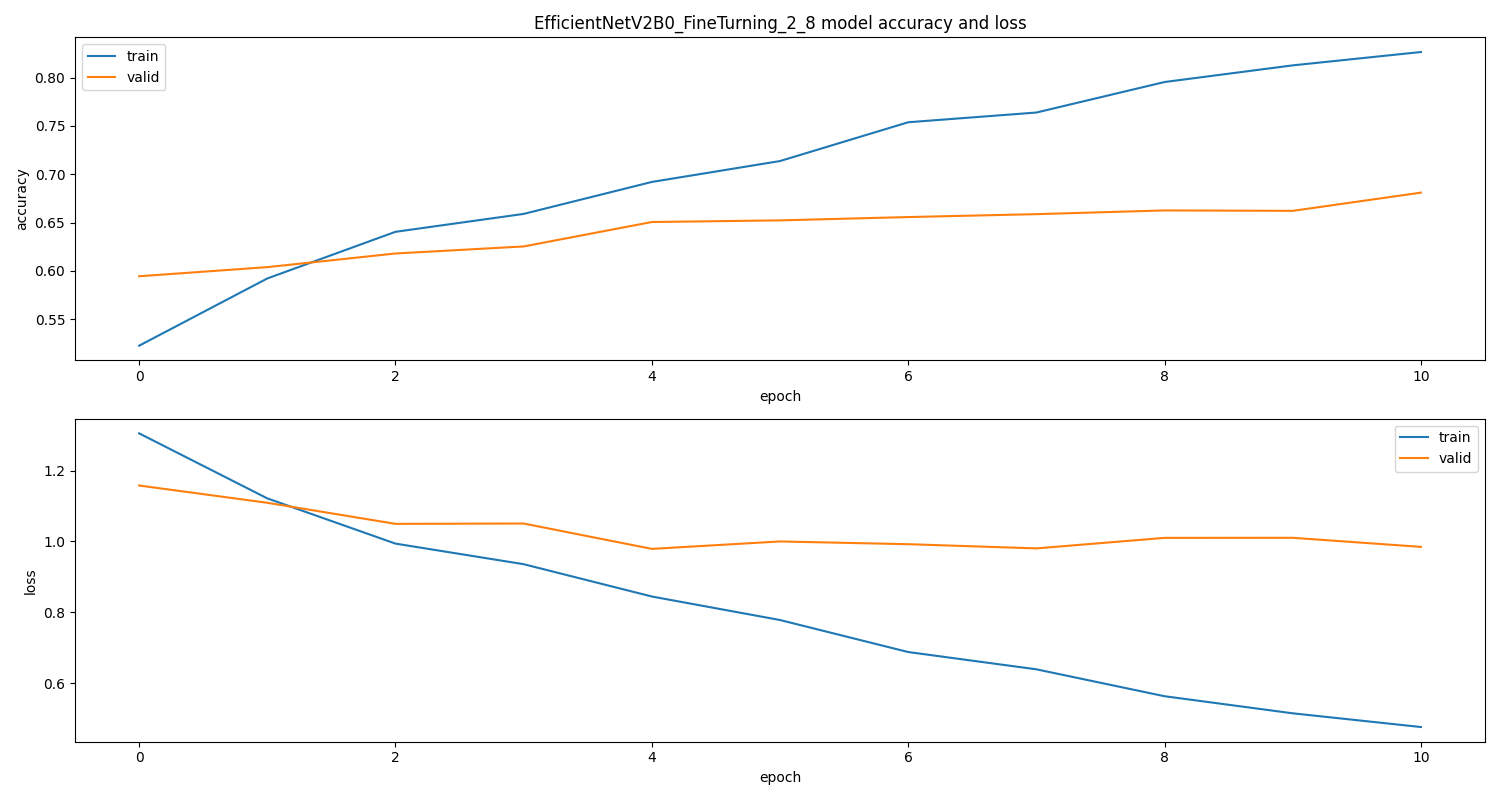 EfficientNetV2B0_FineTurning_2_8 model accuracy and loss
train
valid
0.80
0.75
0.70
0.65
0.60
0.55
accuracy
0 2 4 6 8 10
epoch
train
valid
1.2
1.0
0.8
0.6
loss
0 2 4 6 8 10
epoch